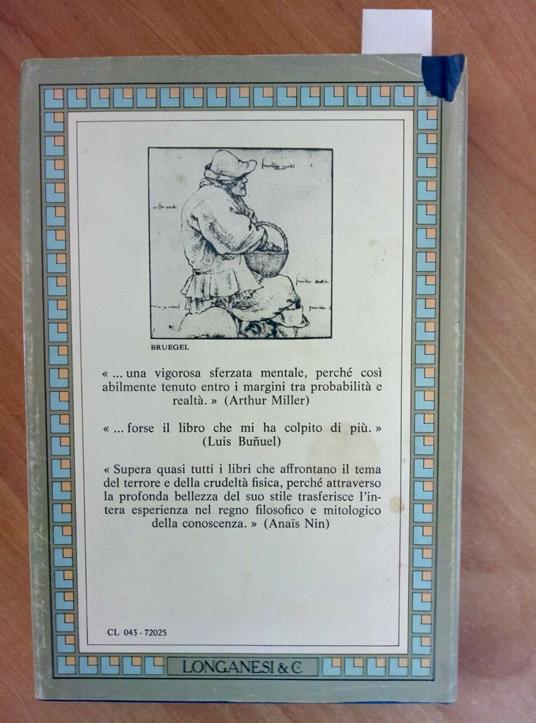 BRUEGEL
« ... una vigorosa sferzata mentale, perché così
abilmente tenuto entro i margini tra probabilità e
realtà. » (Arthur Miller)
« ... forse il libro che mi ha colpito di più. »
(Luis Buñuel)
« Supera quasi tutti i libri che affrontano il tema
del terrore e della crudeltà fisica, perché attraverso
la profonda bellezza del suo stile trasferisce l'in-
tera esperienza nel regno filosofico e mitologico
della conoscenza. » (Anaïs Nin)
CL 043 - 72025
LONGANESI & C